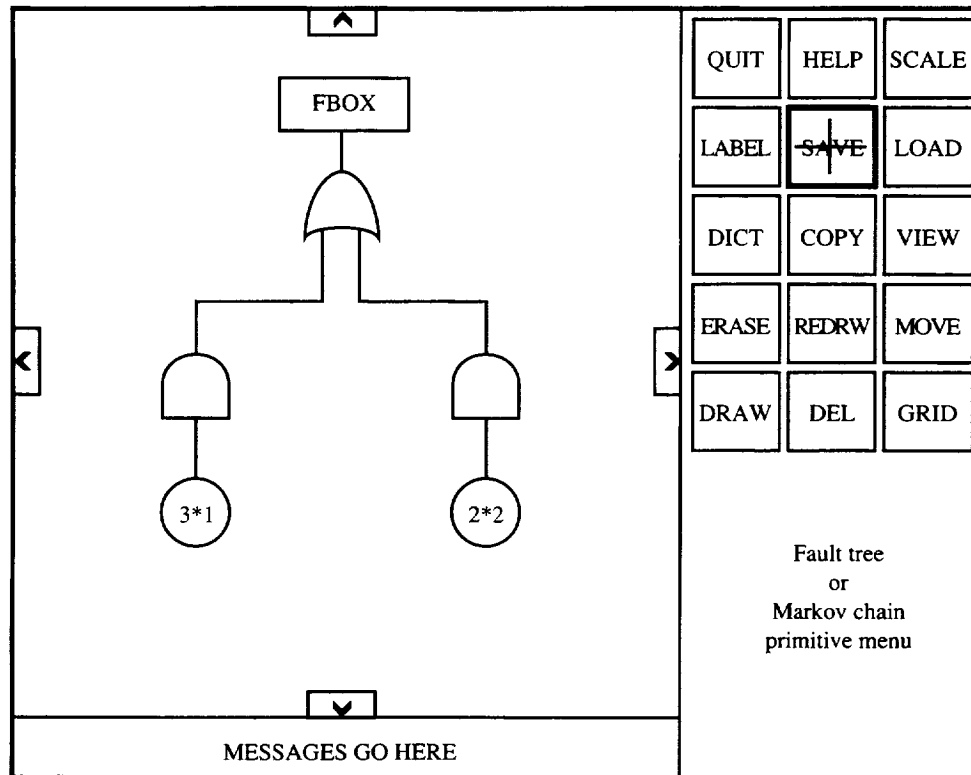 FBOX
3*1
2*2
MESSAGES GO HERE
QUIT HELP SCALE
LABEL SAVE LOAD
DICT COPY VIEW
ERASE REDRW MOVE
DRAW DEL GRID
Fault tree
or
Markov chain
primitive menu